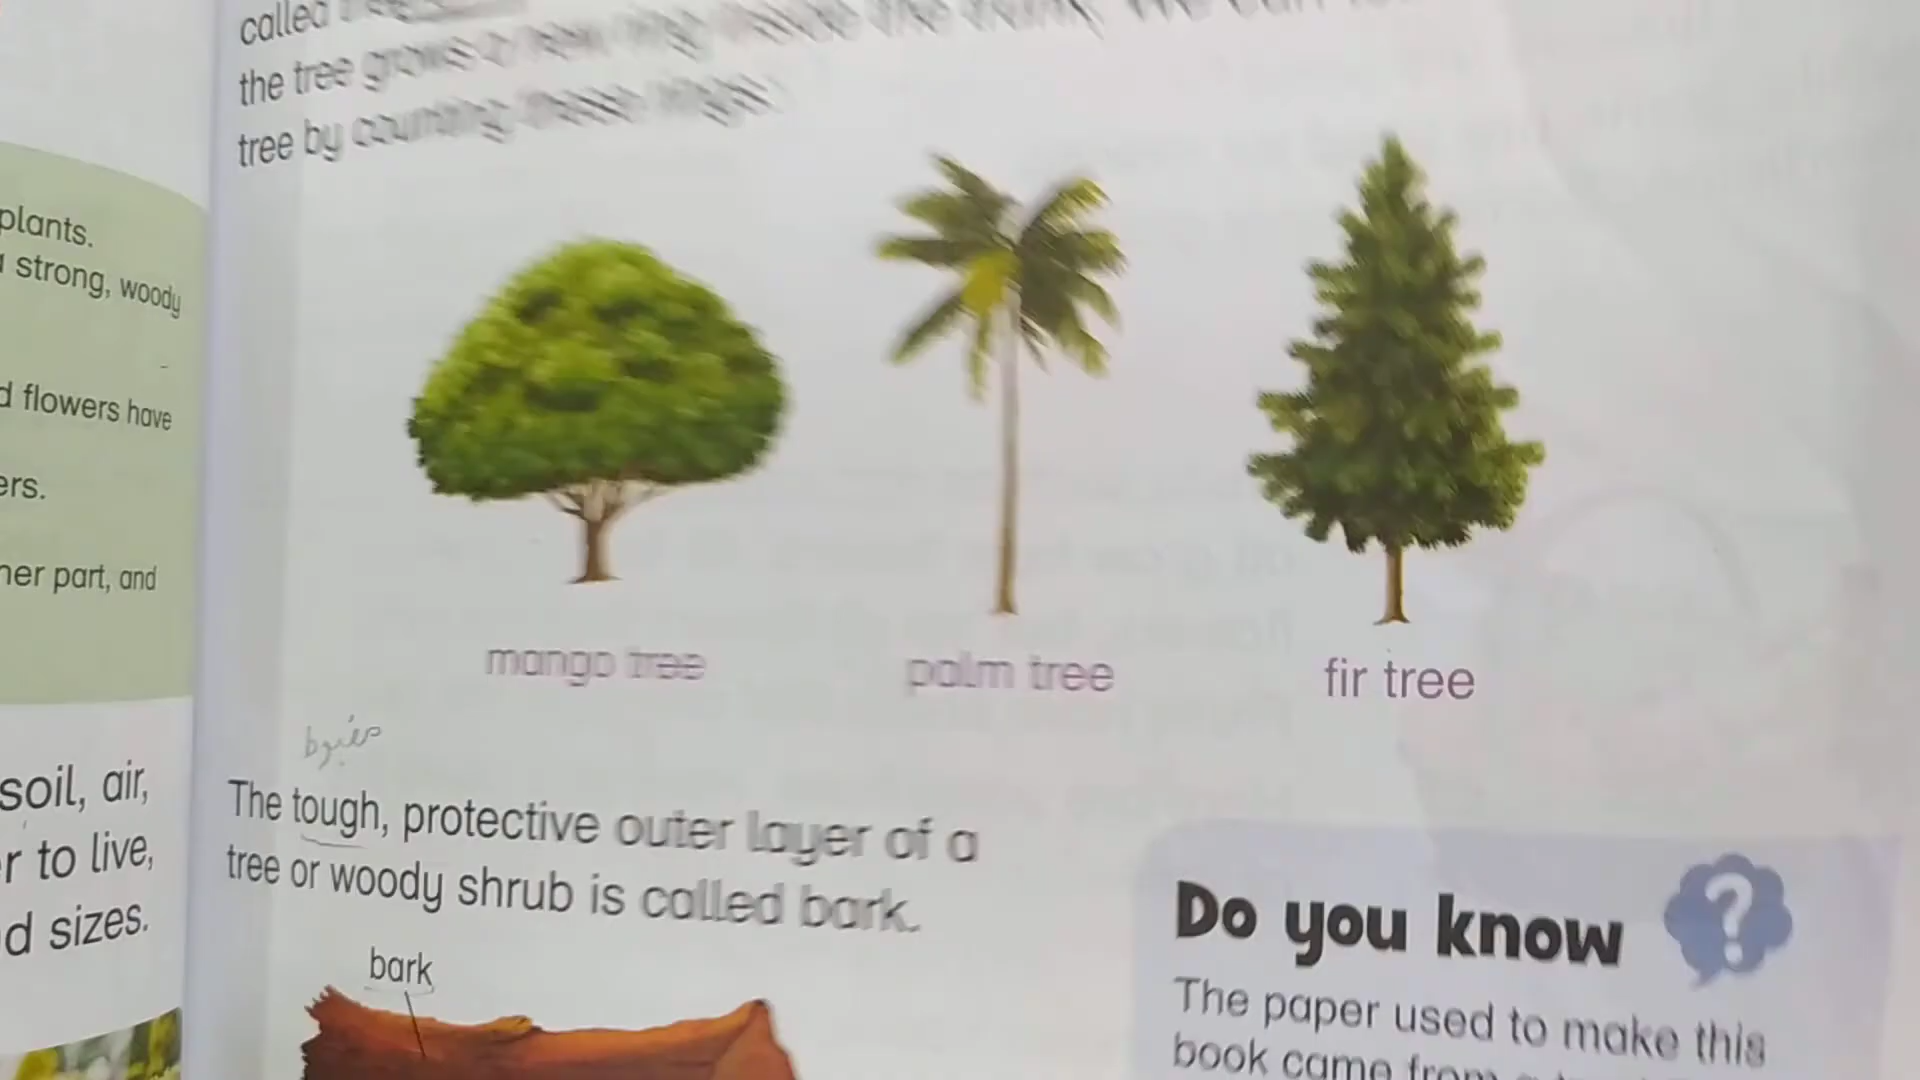 plants.
strong, woody
flowers have
ner part, and
soil, air,
to live,
sizes.
called
the tree grows a new ring inside the trunk. We can
tree by counting these rings.
mango tree
palm tree
fir tree
The tough, protective outer layer of a
tree or woody shrub is called bark.
bark
Do you know
?
The paper used to make this
book came from a